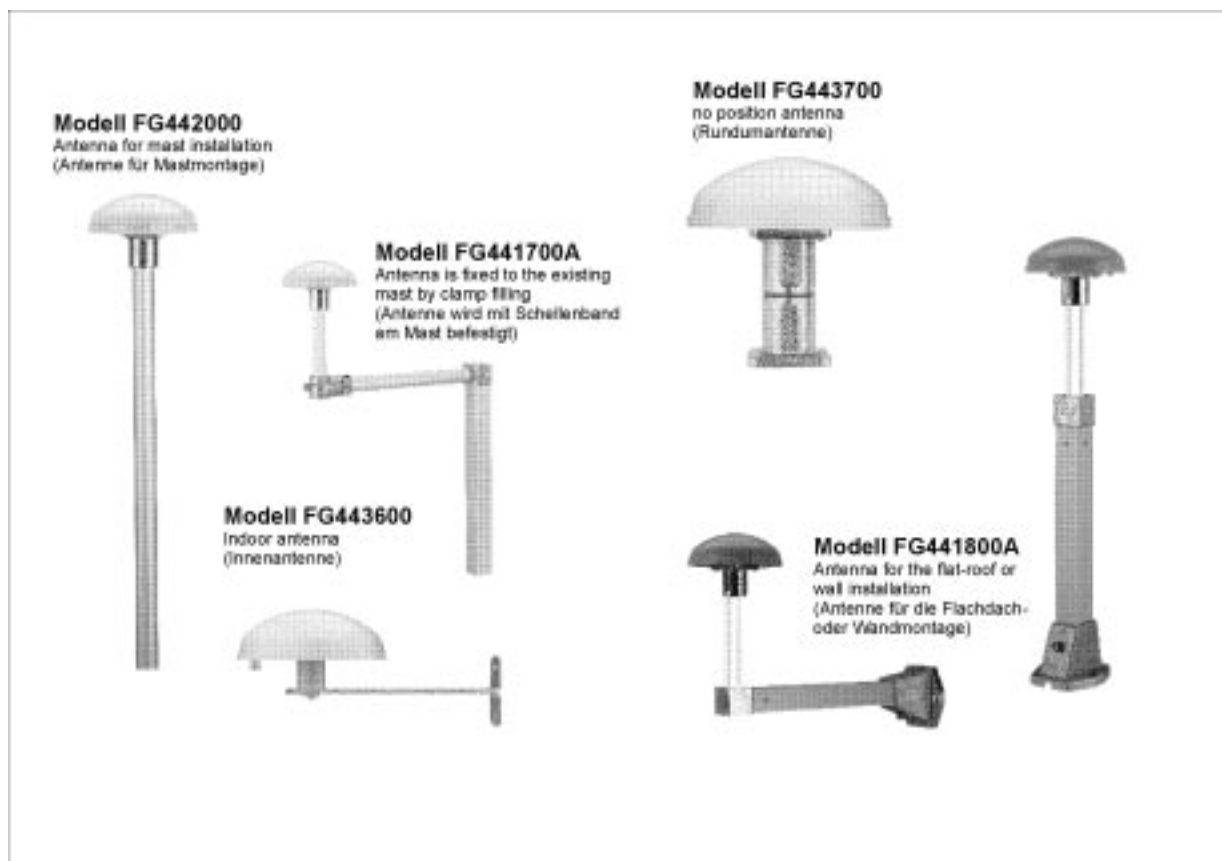 Modell FG442000
Antenna for mast installation
(Antenne für Mastmontage)
Modell FG441700A
Antenna is fixed to the existing
mast by clamp filling
(Antenne wird mit Schellenband
am Mast befestigt)
Modell FG443600
Indoor antenna
(Innenantenne)
Modell FG443700
no position antenna
(Rundumantenne)
Modell FG441800A
Antenna for the flat-roof or
wall installation
(Antenne für die Flachdach-
oder Wandmontage)